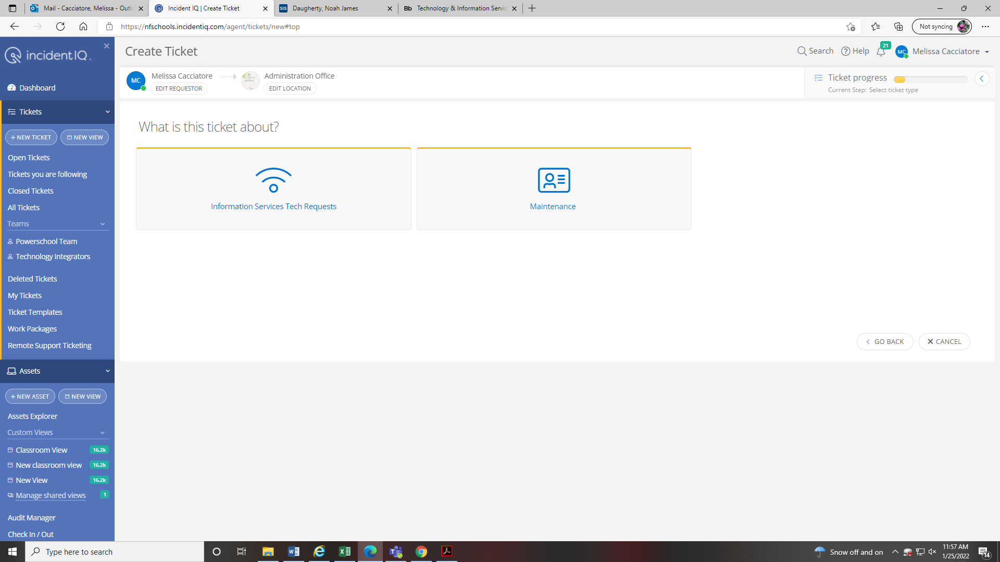 Mail - Cacciatore, Melissa - Outl
Incident IQ | Create Ticket
SIS
Daugherty, Noah James
Bb
Technology & Information Servic
https://nfschools.incidentiq.com/agent/tickets/new#top
Not syncing
incidentIQ.
Create Ticket
Search
Help
21
MC
Melissa Cacciatore
Dashboard
MC
Melissa Cacciatore
EDIT REQUESTOR
Administration Office
EDIT LOCATION
Ticket progress
Current Step: Select ticket type
Tickets
+ NEW TICKET
NEW VIEW
Open Tickets
Tickets you are following
Closed Tickets
All Tickets
Teams
Powerschool Team
Technology Integrators
Deleted Tickets
My Tickets
Ticket Templates
Work Packages
Remote Support Ticketing
What is this ticket about?
Information Services Tech Requests
Maintenance
GO BACK
CANCEL
Assets
+ NEW ASSET
NEW VIEW
Assets Explorer
Custom Views
Classroom View 16.2k
New classroom view 16.2k
New View 16.2k
Manage shared views 1
Audit Manager
Check In / Out
Type here to search
Snow off and on
11:57 AM
1/25/2022
14